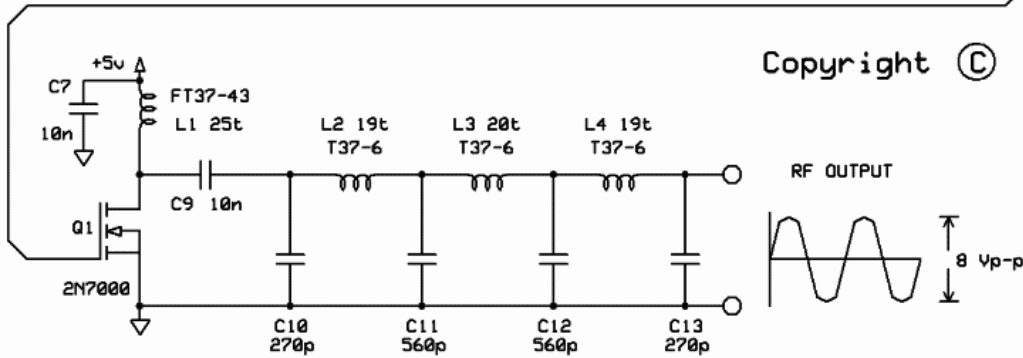 Copyright ©
+5v
C7
10n
FT37-43
L1 25t
L2 19t
T37-6
L3 20t
T37-6
L4 19t
T37-6
C9 10n
RF OUTPUT
8 Vp-p
Q1
2N7000
C10
270p
C11
560p
C12
560p
C13
270p